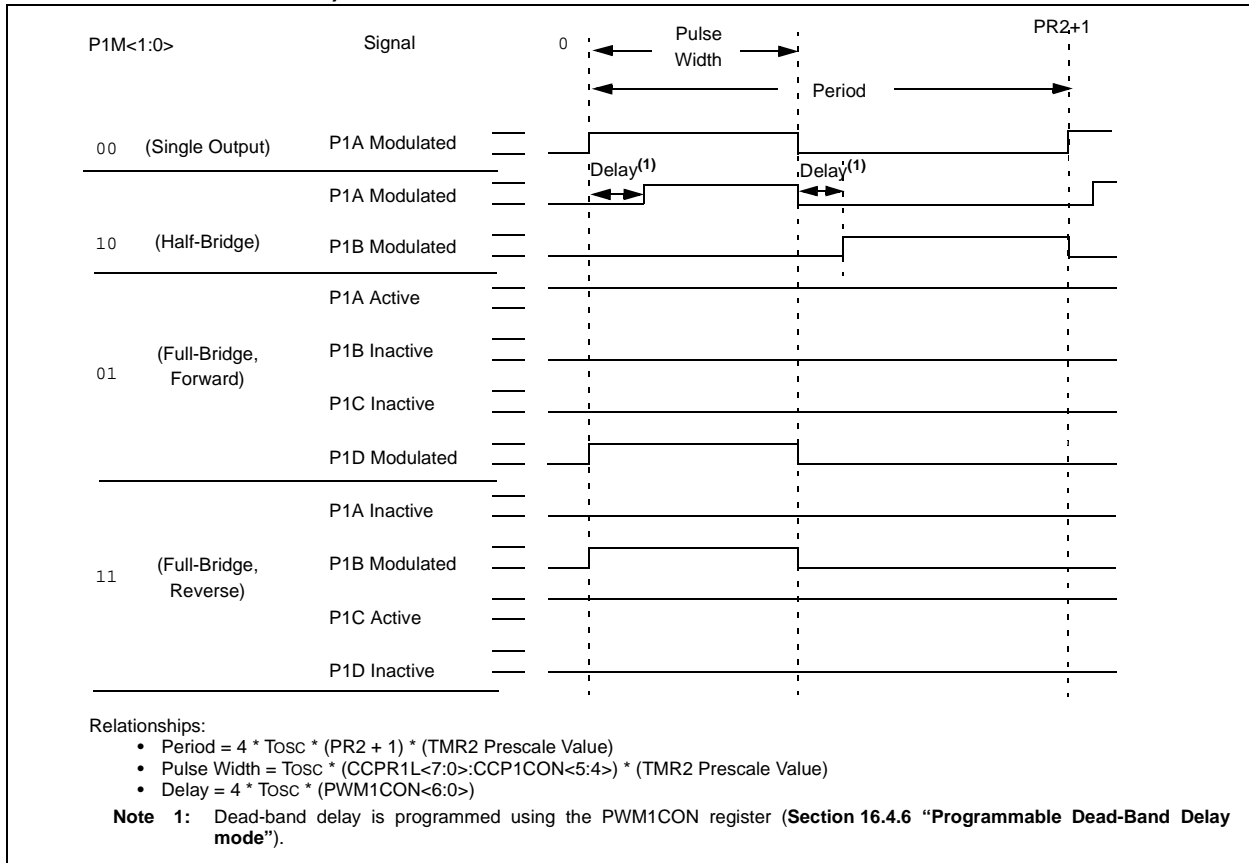 P1M<1:0> Signal 0 Pulse Width PR2+1
Period
00 (Single Output) P1A Modulated
Delay(1) Delay(1)
P1A Modulated
10 (Half-Bridge) P1B Modulated
P1A Active
01 (Full-Bridge, Forward) P1B Inactive
P1C Inactive
P1D Modulated
P1A Inactive
11 (Full-Bridge, Reverse) P1B Modulated
P1C Active
P1D Inactive
Relationships:
• Period = 4 * TOSC * (PR2 + 1) * (TMR2 Prescale Value)
• Pulse Width = TOSC * (CCPR1L<7:0>:CCP1CON<5:4>) * (TMR2 Prescale Value)
• Delay = 4 * TOSC * (PWM1CON<6:0>)
Note 1: Dead-band delay is programmed using the PWM1CON register (Section 16.4.6 “Programmable Dead-Band Delay
mode”).